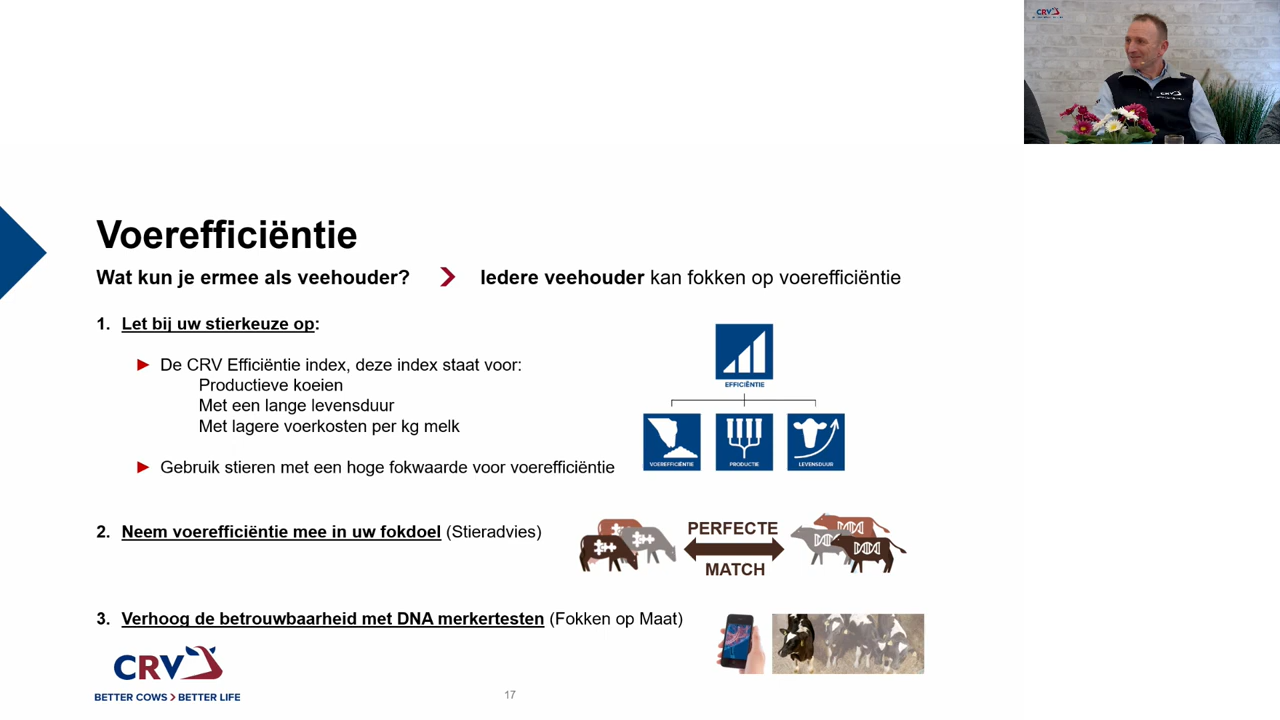 CRV
Voerefficiëntie
Wat kun je ermee als veehouder? Iedere veehouder kan fokken op voerefficiëntie
1. Let bij uw stierkeuze op:
De CRV Efficiëntie index, deze index staat voor:
Productieve koeien
Met een lange levensduur
Met lagere voerkosten per kg melk
Gebruik stieren met een hoge fokwaarde voor voerefficiëntie
EFFICIËNTIE
VOEREFFICIËNTIE PRODUCTIE LEVENSDUUR
2. Neem voerefficiëntie mee in uw fokdoel (Stieradvies)
PERFECTE
MATCH
3. Verhoog de betrouwbaarheid met DNA merkertesten (Fokken op Maat)
CRV
BETTER COWS > BETTER LIFE
17